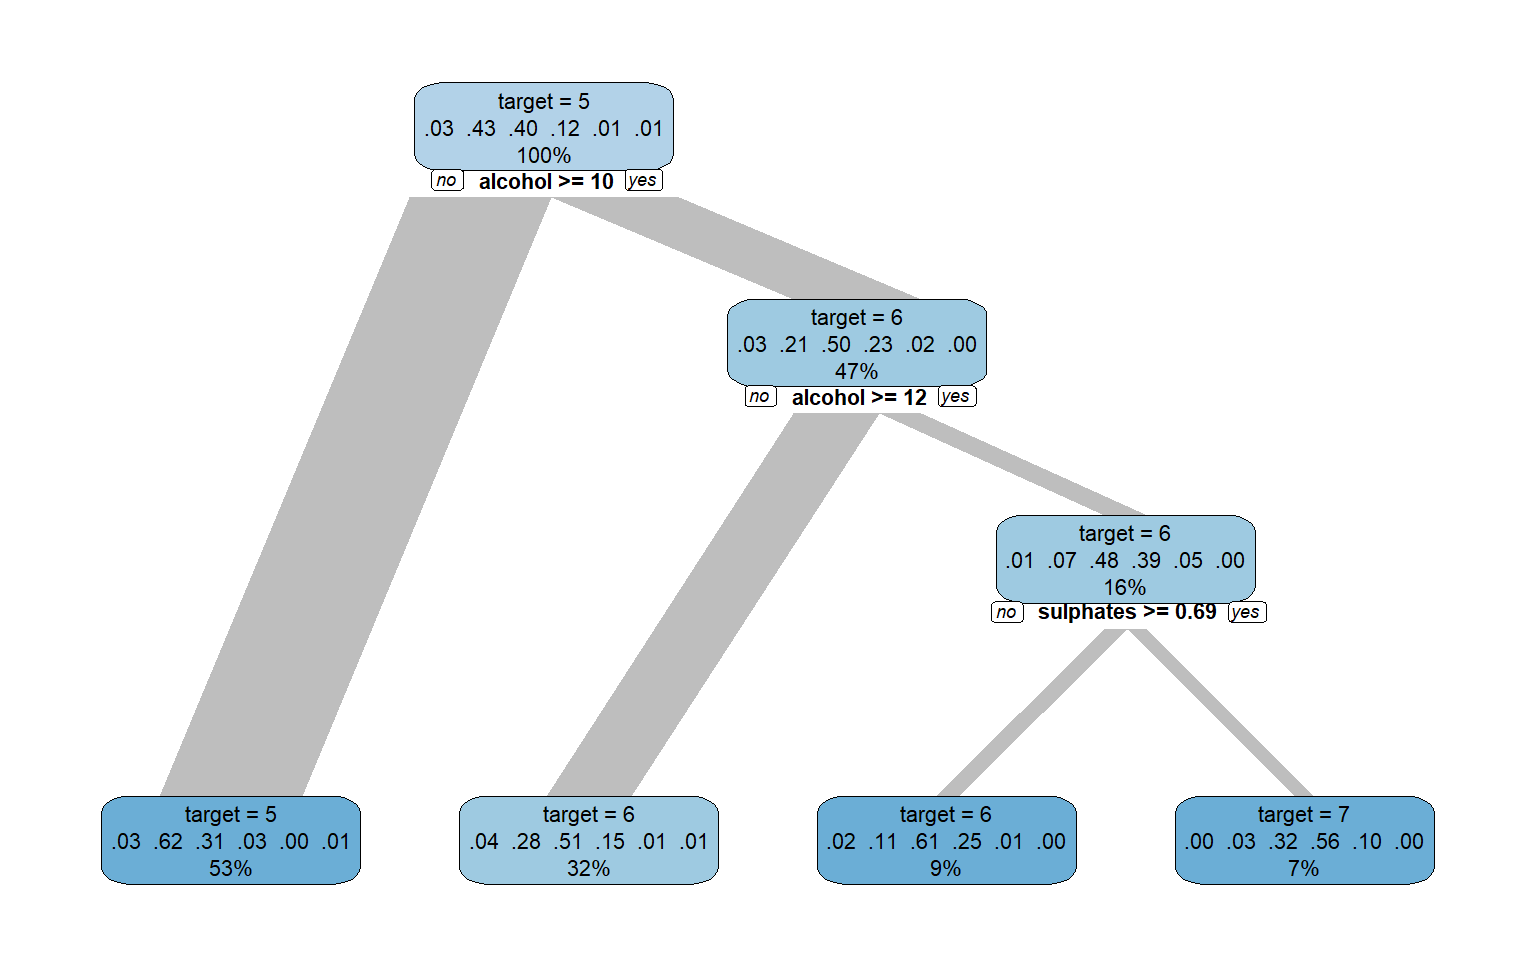 target = 5
.03 .43 .40 .12 .01 .01
100%
no alcohol >= 10 yes
target = 6
.03 .21 .50 .23 .02 .00
47%
no alcohol >= 12 yes
target = 6
.01 .07 .48 .39 .05 .00
16%
no sulphates >= 0.69 yes
target = 5
.03 .62 .31 .03 .00 .01
53%
target = 6
.04 .28 .51 .15 .01 .01
32%
target = 6
.02 .11 .61 .25 .01 .00
9%
target = 7
.00 .03 .32 .56 .10 .00
7%